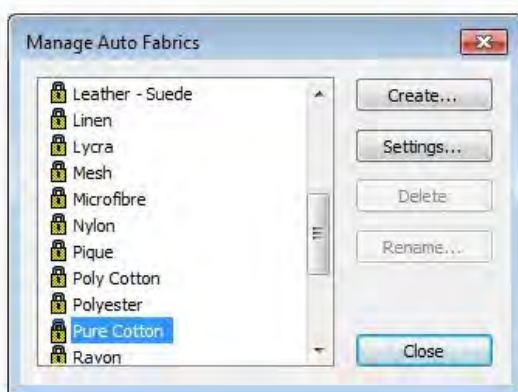 Manage Auto Fabrics
Leather - Suede
Linen
Lycra
Mesh
Microfibre
Nylon
Pique
Poly Cotton
Polyester
Pure Cotton
Rayon
Create...
Settings...
Delete
Rename...
Close